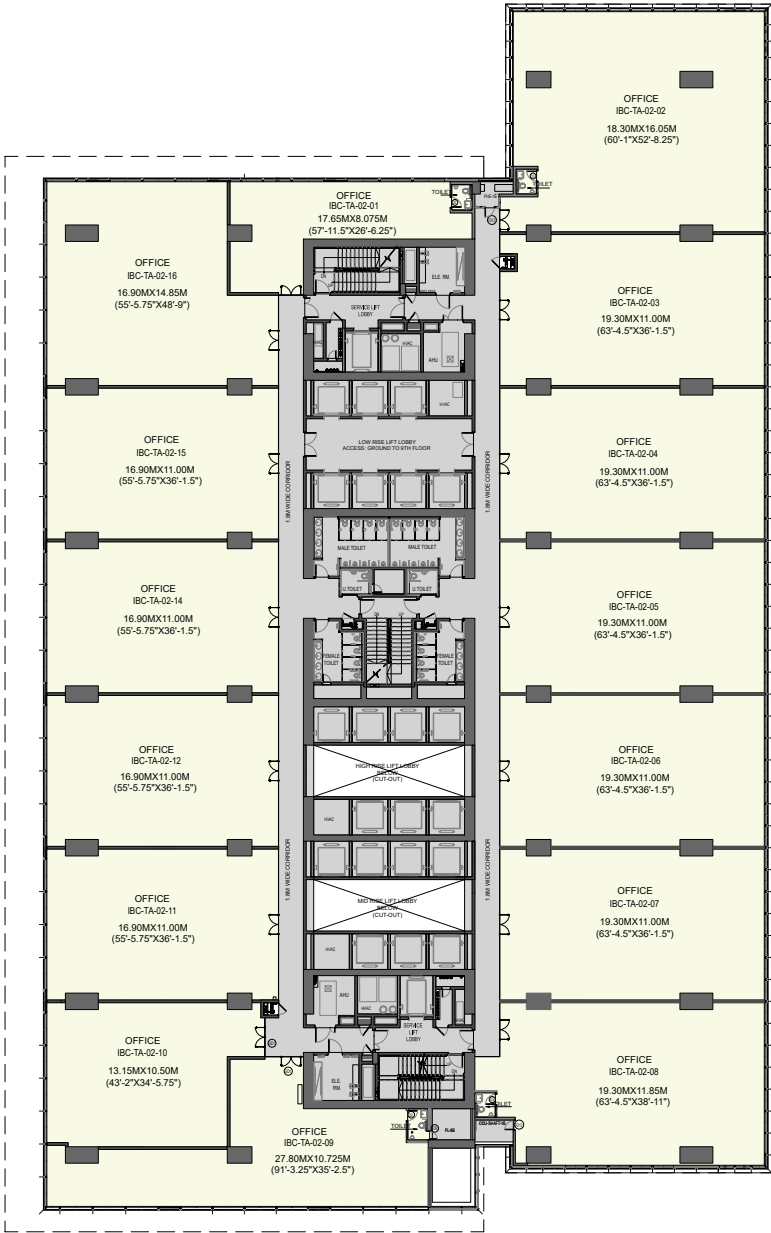 OFFICE
IBC-TA-02-02
18.30MX16.05M
(60'-1"X52'-8.25")
TOILET
TOILET
OFFICE
IBC-TA-02-01
17.65MX8.075M
(57'-11.5"X26'-6.25")
OFFICE
IBC-TA-02-16
16.90MX14.85M
(55'-5.75"X48'-9")
ELE. RM.
DN
SERVICE LIFT
LOBBY
HVAC
HVAC
AHU
OFFICE
IBC-TA-02-03
19.30MX11.00M
(63'-4.5"X36'-1.5")
HVAC
OFFICE
IBC-TA-02-15
16.90MX11.00M
(55'-5.75"X36'-1.5")
LOW RISE LIFT LOBBY
ACCESS: GROUND TO 9TH FLOOR
OFFICE
IBC-TA-02-04
19.30MX11.00M
(63'-4.5"X36'-1.5")
1.8M WIDE CORRIDOR
1.8M WIDE CORRIDOR
MALE TOILET
MALE TOILET
U.TOILET
U.TOILET
OFFICE
IBC-TA-02-14
16.90MX11.00M
(55'-5.75"X36'-1.5")
OFFICE
IBC-TA-02-05
19.30MX11.00M
(63'-4.5"X36'-1.5")
DN
UP
FEMALE
TOILET
FEMALE
TOILET
OFFICE
IBC-TA-02-12
16.90MX11.00M
(55'-5.75"X36'-1.5")
HIGH RISE LIFT LOBBY
BELOW
(CUT-OUT)
OFFICE
IBC-TA-02-06
19.30MX11.00M
(63'-4.5"X36'-1.5")
HVAC
1.8M WIDE CORRIDOR
1.8M WIDE CORRIDOR
OFFICE
IBC-TA-02-11
16.90MX11.00M
(55'-5.75"X36'-1.5")
MID RISE LIFT LOBBY
BELOW
(CUT-OUT)
OFFICE
IBC-TA-02-07
19.30MX11.00M
(63'-4.5"X36'-1.5")
HVAC
AHU
HVAC
SERVICE
LIFT
LOBBY
OFFICE
IBC-TA-02-10
13.15MX10.50M
(43'-2"X34'-5.75")
ELE.
RM.
DN
OFFICE
IBC-TA-02-08
19.30MX11.85M
(63'-4.5"X38'-11")
TOILET
TOILET
OFFICE
IBC-TA-02-09
27.80MX10.725M
(91'-3.25"X35'-2.5")